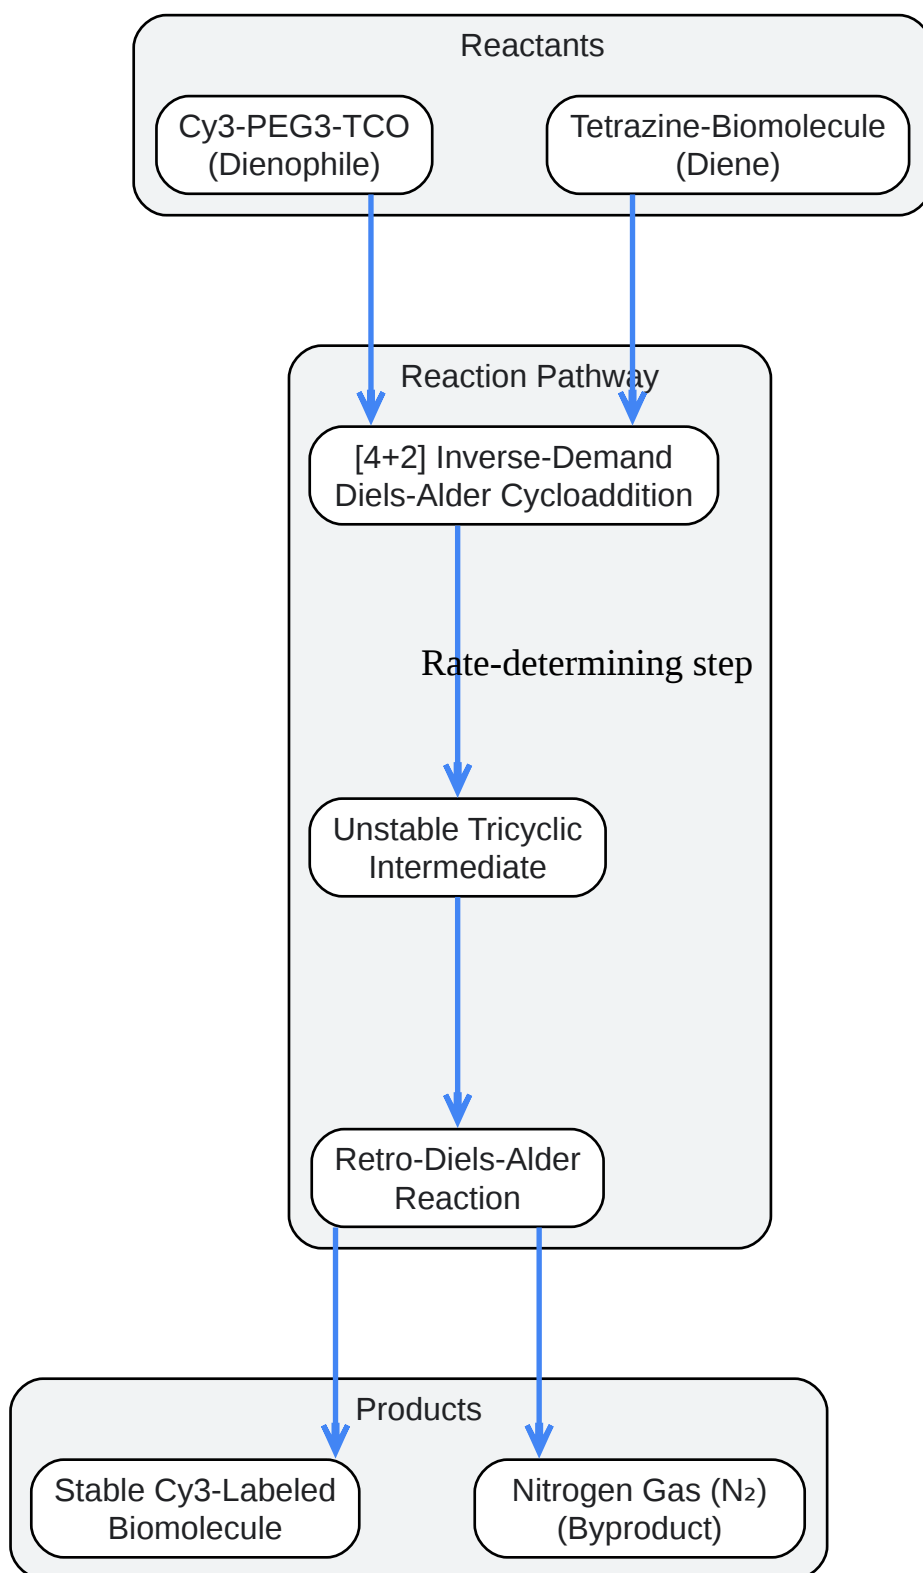 Reactants
Cy3-PEG3-TCO
(Dienophile)
Tetrazine-Biomolecule
(Diene)
Reaction Pathway
[4+2] Inverse-Demand
Diels-Alder Cycloaddition
Rate-determining step
Unstable Tricyclic
Intermediate
Retro-Diels-Alder
Reaction
Products
Stable Cy3-Labeled
Biomolecule
Nitrogen Gas (N₂)
(Byproduct)